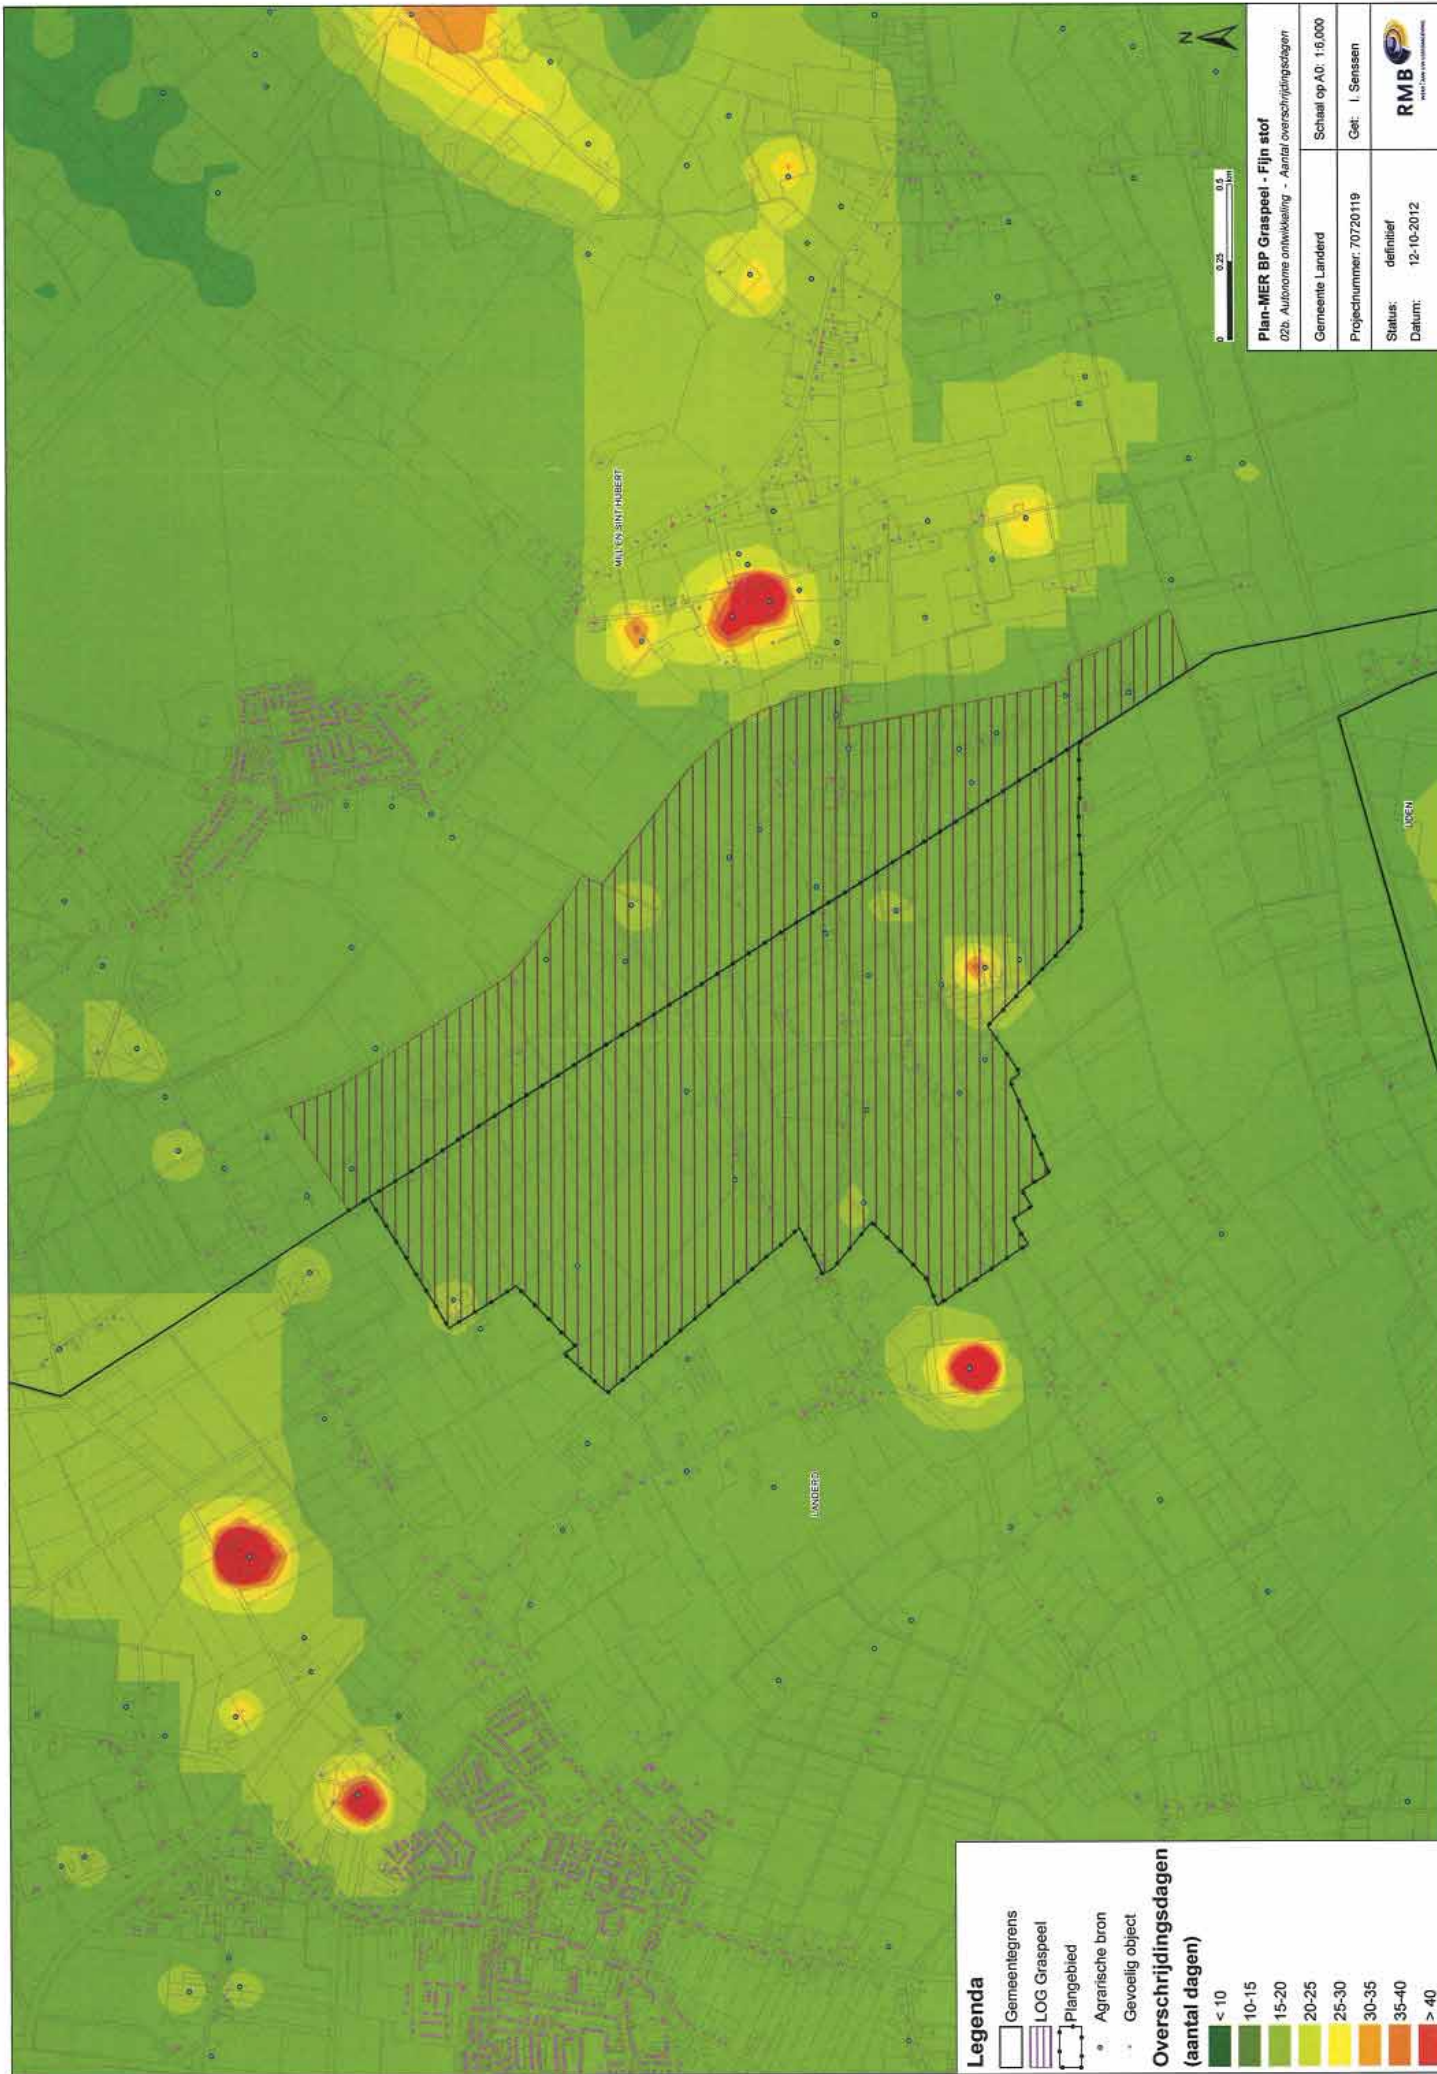 MILL EN SINT HUBERT
LANDERD
UDEN
N
0 0.25 0.5
km
Plan-MER BP Graspeel - Fijn stof
02b. Autonome ontwikkeling - Aantal overschrijdingsdagen
Gemeente Landerd
Schaal op A0: 1:6.000
Projectnummer: 70720119
Get: I. Senssen
Status: definitief
Datum: 12-10-2012
RMB
Legenda
Gemeentegrens
LOG Graspeel
Plangebied
Agrarische bron
Gevoelig object
Overschrijdingsdagen
(aantal dagen)
< 10
10-15
15-20
20-25
25-30
30-35
35-40
> 40